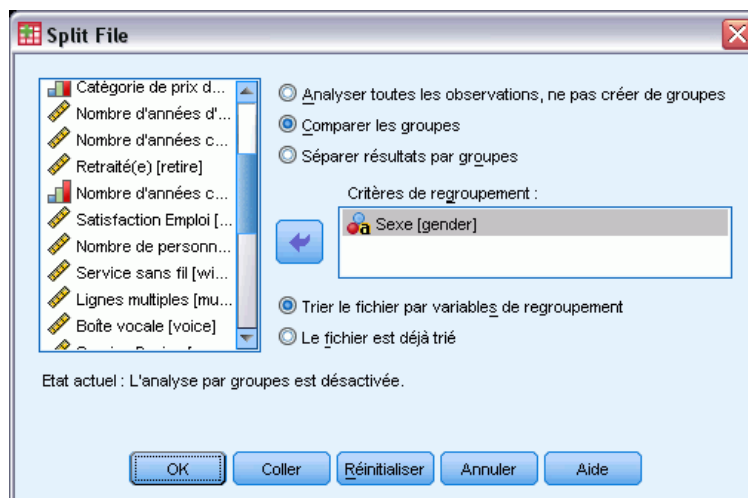 Split File
Catégorie de prix d...
Nombre d'années d'...
Nombre d'années c...
Retraité(e) [retire]
Nombre d'années c...
Satisfaction Emploi [...
Nombre de personn...
Service sans fil [wi...
Lignes multiples [mu...
Boîte vocale [voice]
Analyser toutes les observations, ne pas créer de groupes
Comparer les groupes
Séparer résultats par groupes
Critères de regroupement :
Sexe [gender]
Trier le fichier par variables de regroupement
Le fichier est déjà trié
Etat actuel : L'analyse par groupes est désactivée.
OK
Coller
Réinitialiser
Annuler
Aide